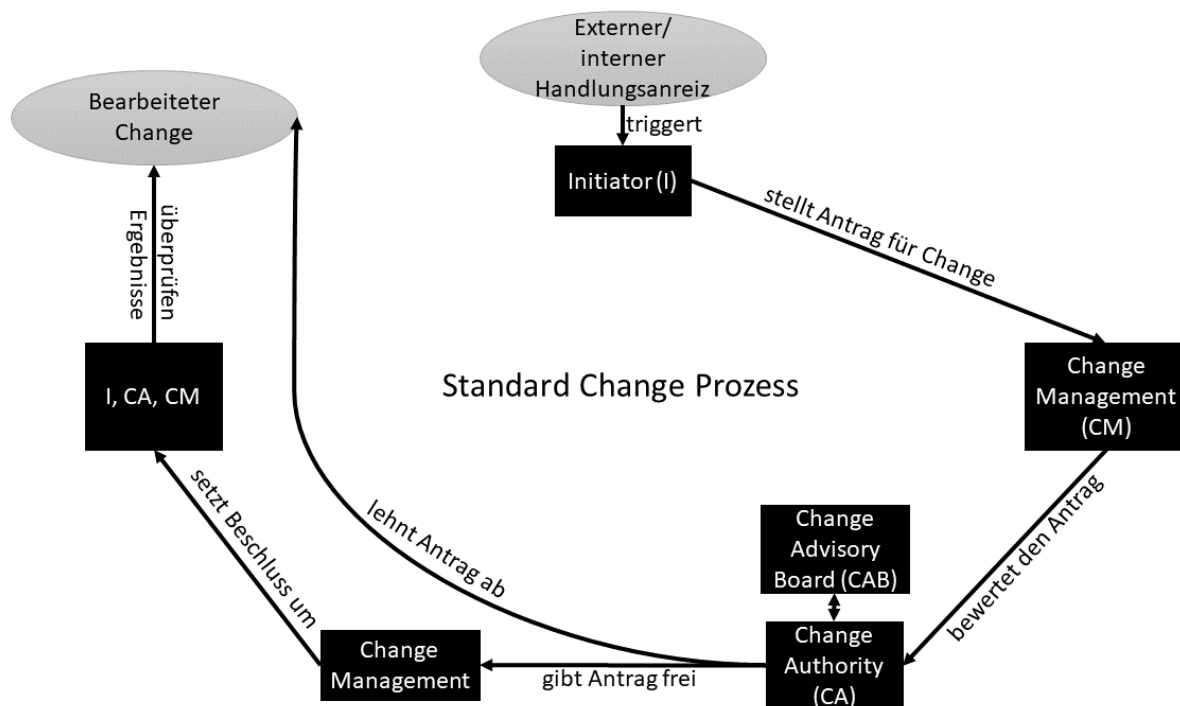 Externer/
interner
Handlungsanreiz
triggert
Initiator (I)
stellt Antrag für Change
Change
Management
(CM)
bewertet den Antrag
Change
Advisory
Board (CAB)
Change
Authority
(CA)
gibt Antrag frei
lehnt Antrag ab
Change
Management
setzt Beschluss um
I, CA, CM
überprüfen
Ergebnisse
Bearbeiteter
Change
Standard Change Prozess